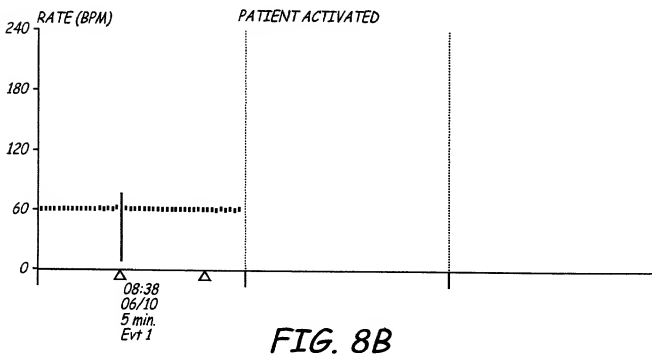 RATE (BPM) PATIENT ACTIVATED
240
180
120
60
0
08:38
06/10
5 min.
Evt 1
FIG. 8B